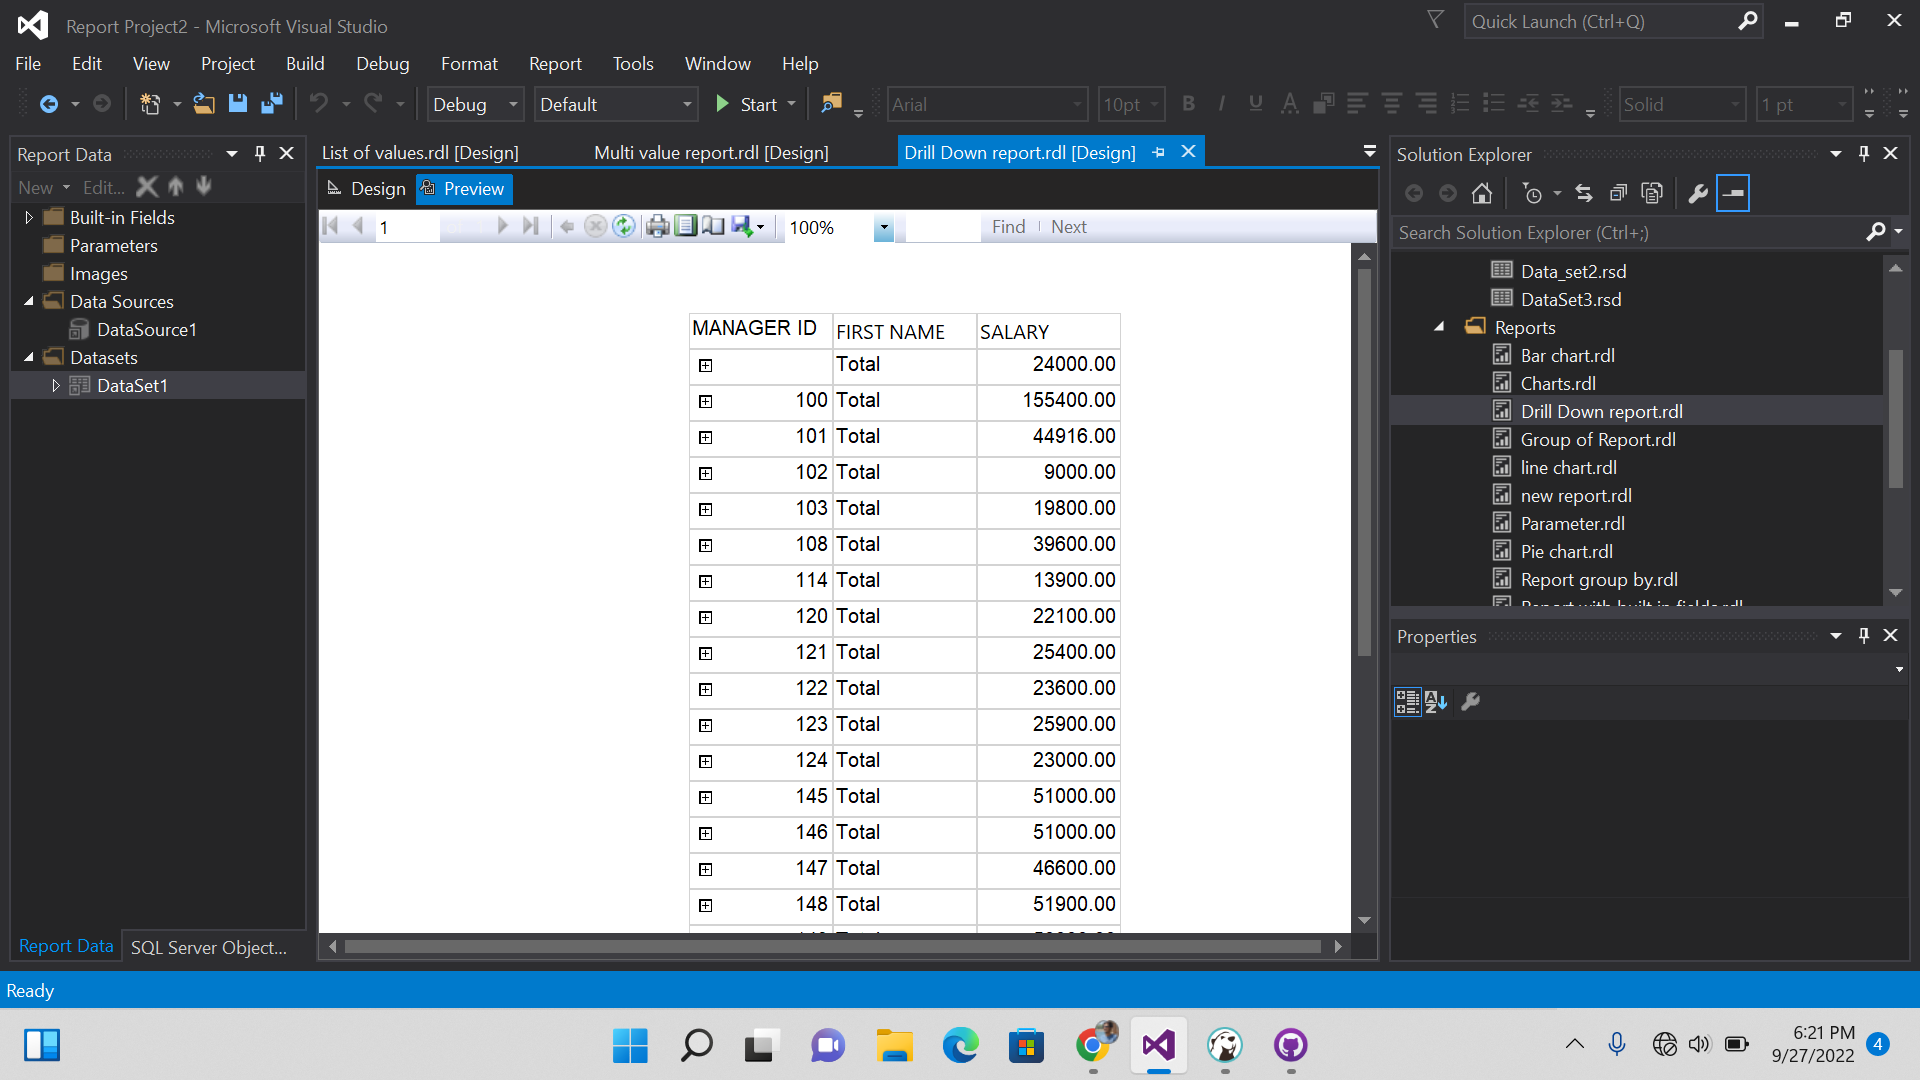 Report Project2 - Microsoft Visual Studio
Quick Launch (Ctrl+Q)
File Edit View Project Build Debug Format Report Tools Window Help
Debug Default Start Arial 10pt B I U A Solid 1 pt
Report Data
New Edit...
Built-in Fields
Parameters
Images
Data Sources
DataSource1
Datasets
DataSet1
Report Data SQL Server Object...
List of values.rdl [Design] Multi value report.rdl [Design] Drill Down report.rdl [Design]
Design Preview
1 100% Find Next
MANAGER ID FIRST NAME SALARY
Total 24000.00
100 Total 155400.00
101 Total 44916.00
102 Total 9000.00
103 Total 19800.00
108 Total 39600.00
114 Total 13900.00
120 Total 22100.00
121 Total 25400.00
122 Total 23600.00
123 Total 25900.00
124 Total 23000.00
145 Total 51000.00
146 Total 51000.00
147 Total 46600.00
148 Total 51900.00
Solution Explorer
Search Solution Explorer (Ctrl+;)
Data_set2.rsd
DataSet3.rsd
Reports
Bar chart.rdl
Charts.rdl
Drill Down report.rdl
Group of Report.rdl
line chart.rdl
new report.rdl
Parameter.rdl
Pie chart.rdl
Report group by.rdl
Report with built in fields.rdl
Properties
Ready
6:21 PM
9/27/2022
4